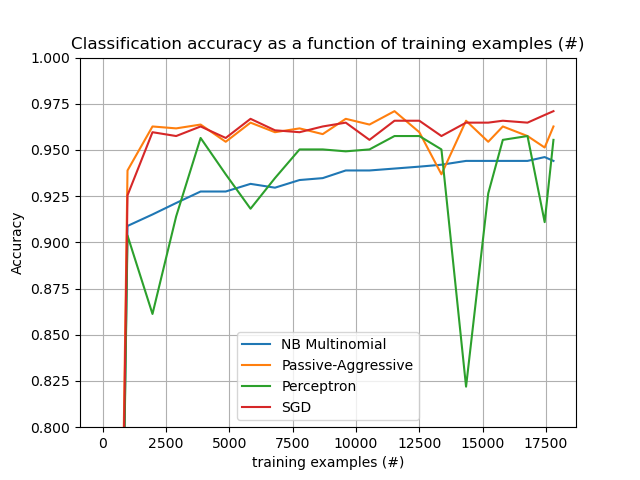 Classification accuracy as a function of training examples (#)
1.000
0.975
0.950
0.925
0.900
0.875
0.850
0.825
0.800
Accuracy
NB Multinomial
Passive-Aggressive
Perceptron
SGD
0 2500 5000 7500 10000 12500 15000 17500
training examples (#)